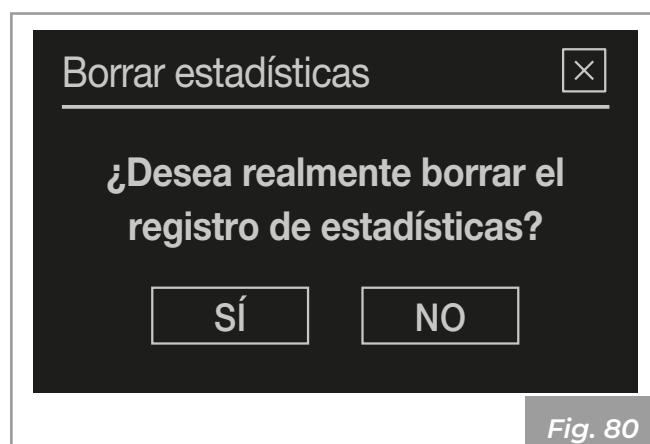 Borrar estadísticas
¿Desea realmente borrar el
registro de estadísticas?
SÍ NO
Fig. 80